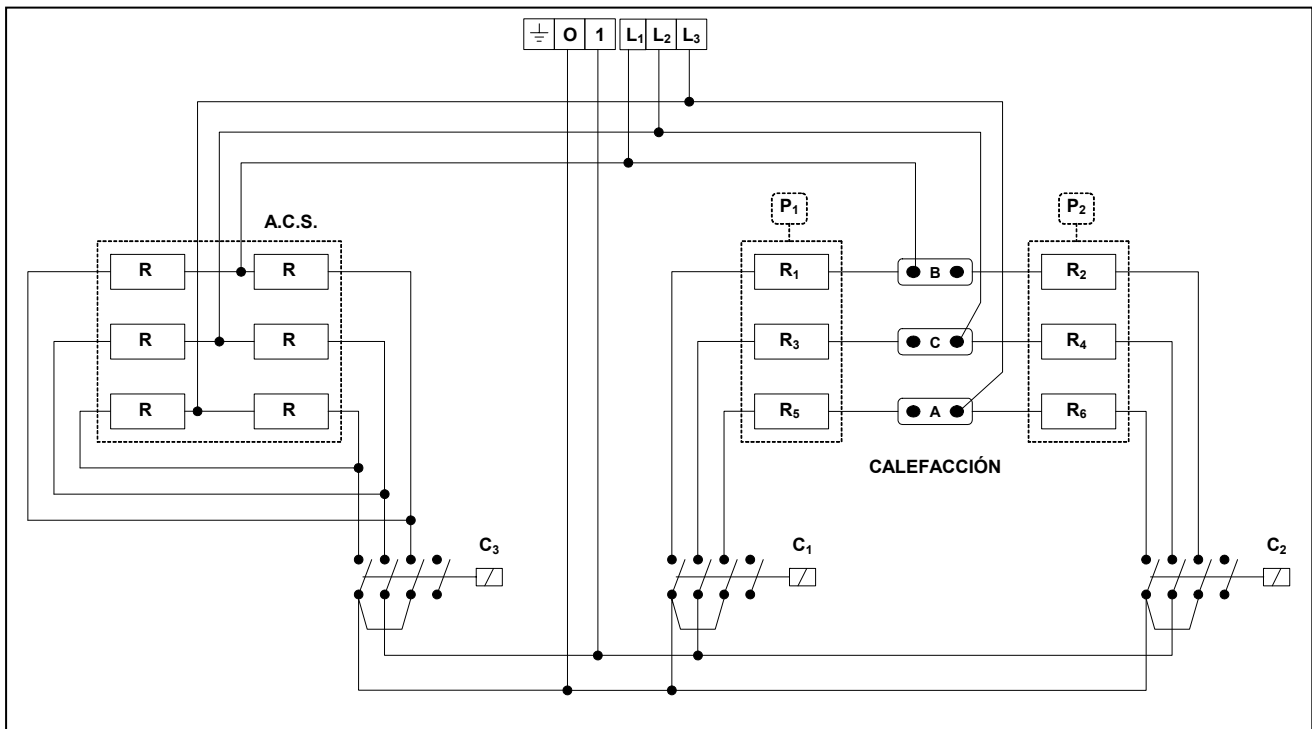 O 1 L1 L2 L3
P1 P2
A.C.S.
R R R1 B R2
R R R3 C R4
R R R5 A R6
CALEFACCIÓN
C3 C1 C2